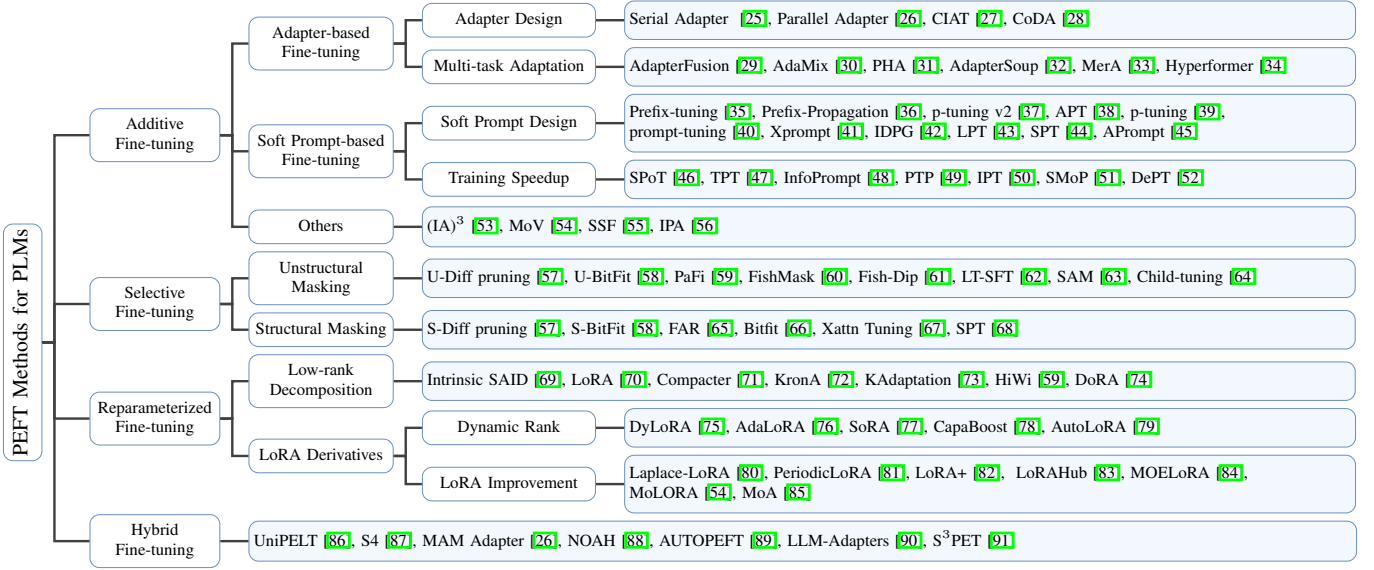 PEFT Methods for PLMs
Additive
Fine-tuning
Adapter-based
Fine-tuning
Adapter Design
Serial Adapter [25], Parallel Adapter [26], CIAT [27], CoDA [28]
Multi-task Adaptation
AdapterFusion [29], AdaMix [30], PHA [31], AdapterSoup [32], MerA [33], Hyperformer [34]
Soft Prompt-based
Fine-tuning
Soft Prompt Design
Prefix-tuning [35], Prefix-Propagation [36], p-tuning v2 [37], APT [38], p-tuning [39],
prompt-tuning [40], Xprompt [41], IDPG [42], LPT [43], SPT [44], APrompt [45]
Training Speedup
SPoT [46], TPT [47], InfoPrompt [48], PTP [49], IPT [50], SMoP [51], DePT [52]
Others
(IA)³ [53], MoV [54], SSF [55], IPA [56]
Selective
Fine-tuning
Unstructural
Masking
U-Diff pruning [57], U-BitFit [58], PaFi [59], FishMask [60], Fish-Dip [61], LT-SFT [62], SAM [63], Child-tuning [64]
Structural Masking
S-Diff pruning [57], S-BitFit [58], FAR [65], Bitfit [66], Xattn Tuning [67], SPT [68]
Reparameterized
Fine-tuning
Low-rank
Decomposition
Intrinsic SAID [69], LoRA [70], Compacter [71], KronA [72], KAdaptation [73], HiWi [59], DoRA [74]
LoRA Derivatives
Dynamic Rank
DyLoRA [75], AdaLoRA [76], SoRA [77], CapaBoost [78], AutoLoRA [79]
LoRA Improvement
Laplace-LoRA [80], PeriodicLoRA [81], LoRA+ [82], LoRAHub [83], MOELoRA [84],
MoLORA [54], MoA [85]
Hybrid
Fine-tuning
UniPELT [86], S4 [87], MAM Adapter [26], NOAH [88], AUTOPEFT [89], LLM-Adapters [90], S³PET [91]